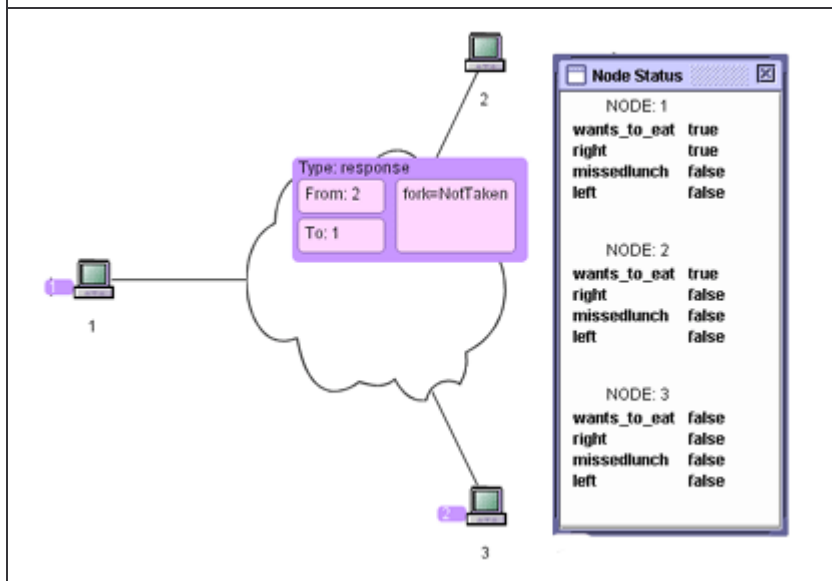 2
Type: response
From: 2
fork=NotTaken
To: 1
1
1
2
3
Node Status
NODE: 1
wants_to_eat true
right true
missedlunch false
left false
NODE: 2
wants_to_eat true
right false
missedlunch false
left false
NODE: 3
wants_to_eat false
right false
missedlunch false
left false